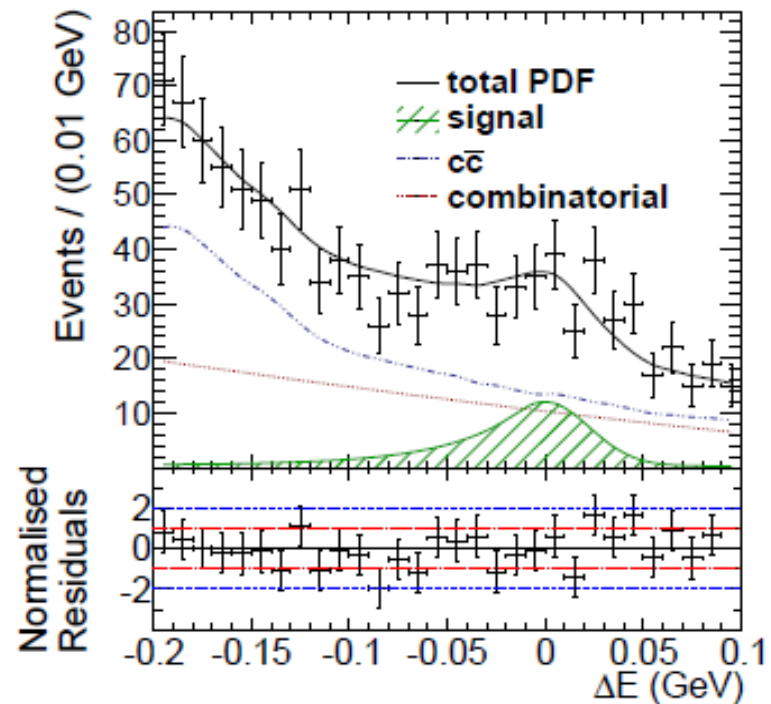 Events / (0.01 GeV)
80
70
60
50
40
30
20
10
total PDF
signal
cc̄
combinatorial
Normalised
Residuals
2
0
-2
-0.2 -0.15 -0.1 -0.05 0 0.05 0.1
ΔE (GeV)